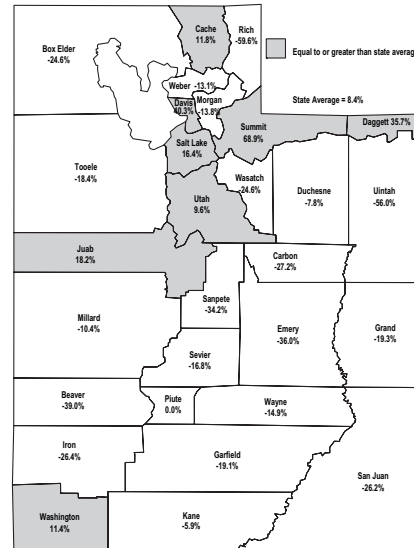 Cache
11.8%
Rich
-59.6%
Box Elder
-24.6%
Equal to or greater than state average
Weber -13.1%
Davis
40.3%
Morgan
-13.8%
State Average = 8.4%
Summit
68.9%
Daggett 35.7%
Salt Lake
16.4%
Tooele
-18.4%
Wasatch
-24.6%
Duchesne
-7.8%
Uintah
-56.0%
Utah
9.6%
Juab
18.2%
Carbon
-27.2%
Sanpete
-34.2%
Millard
-10.4%
Emery
-36.0%
Grand
-19.3%
Sevier
-16.8%
Beaver
-39.0%
Piute
0.0%
Wayne
-14.9%
Iron
-26.4%
Garfield
-19.1%
San Juan
-26.2%
Washington
11.4%
Kane
-5.9%